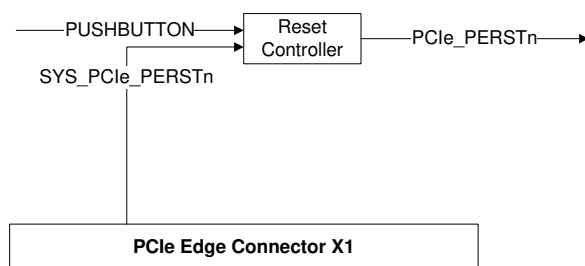 PUSHBUTTON
Reset
Controller
PCIe_PERSTn
SYS_PCIe_PERSTn
PCIe Edge Connector X1